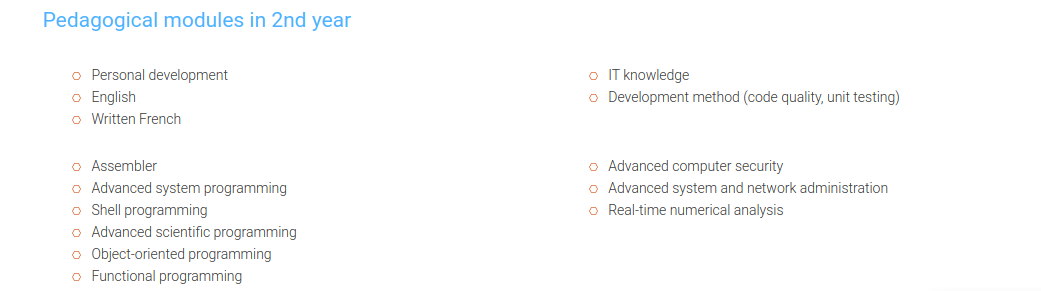 Pedagogical modules in 2nd year
Personal development
English
Written French
IT knowledge
Development method (code quality, unit testing)
Assembler
Advanced system programming
Shell programming
Advanced scientific programming
Object-oriented programming
Functional programming
Advanced computer security
Advanced system and network administration
Real-time numerical analysis